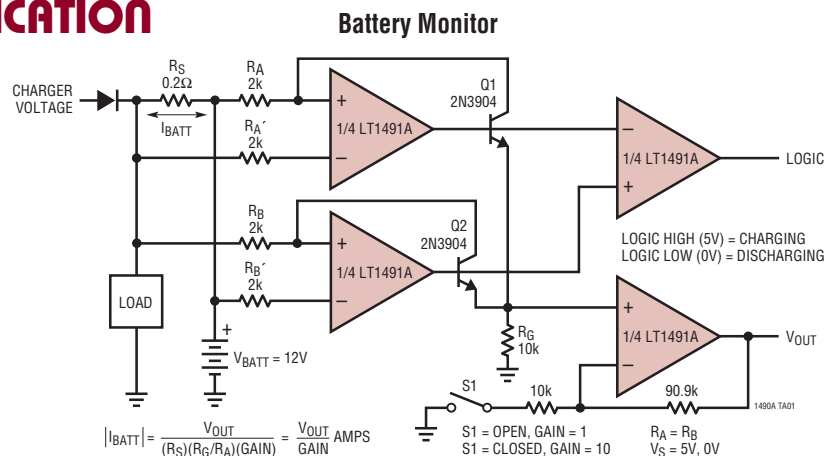 ICATION
Battery Monitor
CHARGER
VOLTAGE
RS
0.2Ω
IBATT
RA
2k
RA´
2k
+
–
1/4 LT1491A
Q1
2N3904
–
+
1/4 LT1491A
LOGIC
RB
2k
RB´
2k
+
–
1/4 LT1491A
Q2
2N3904
LOGIC HIGH (5V) = CHARGING
LOGIC LOW (0V) = DISCHARGING
LOAD
+
VBATT = 12V
RG
10k
+
–
1/4 LT1491A
VOUT
S1
10k
90.9k
1490A TA01
|IBATT| = VOUT / (RS)(RG/RA)(GAIN) = VOUT / GAIN AMPS
S1 = OPEN, GAIN = 1
S1 = CLOSED, GAIN = 10
RA = RB
VS = 5V, 0V